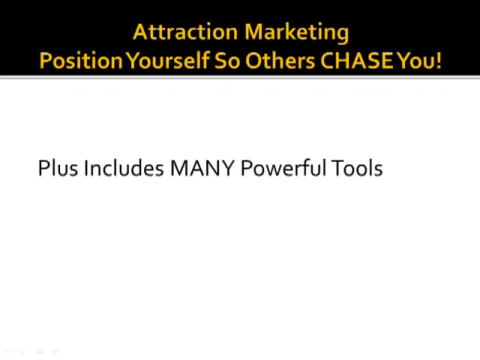 Attraction Marketing
Position Yourself So Others CHASE You!
Plus Includes MANY Powerful Tools